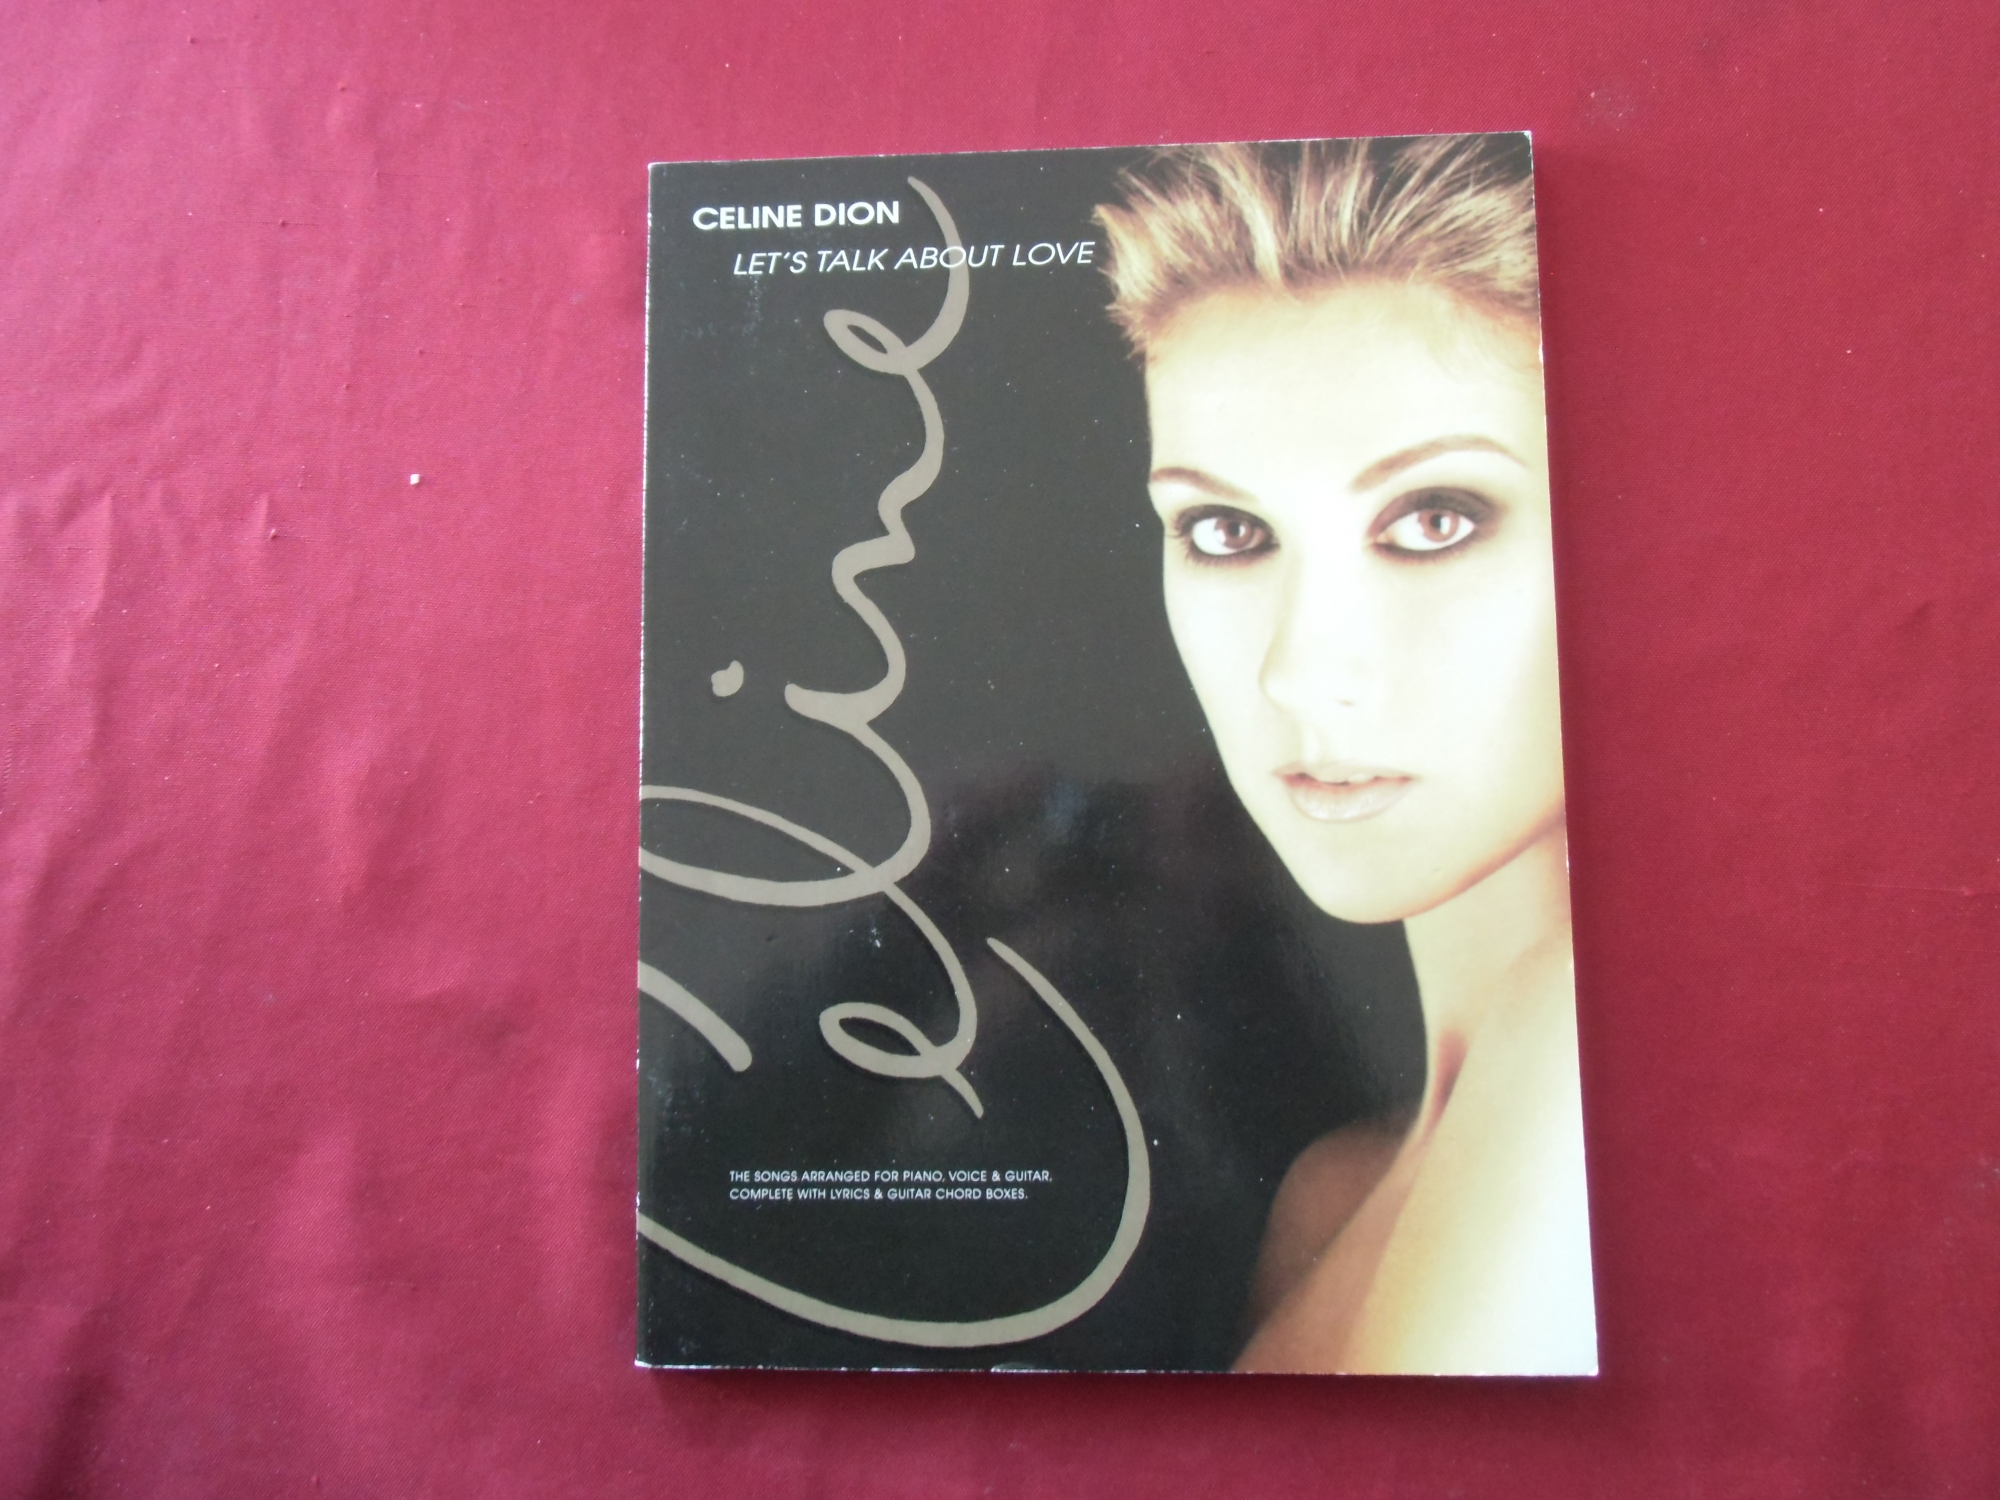 CELINE DION
LET'S TALK ABOUT LOVE
Celine
THE SONGS ARRANGED FOR PIANO, VOICE & GUITAR,
COMPLETE WITH LYRICS & GUITAR CHORD BOXES.